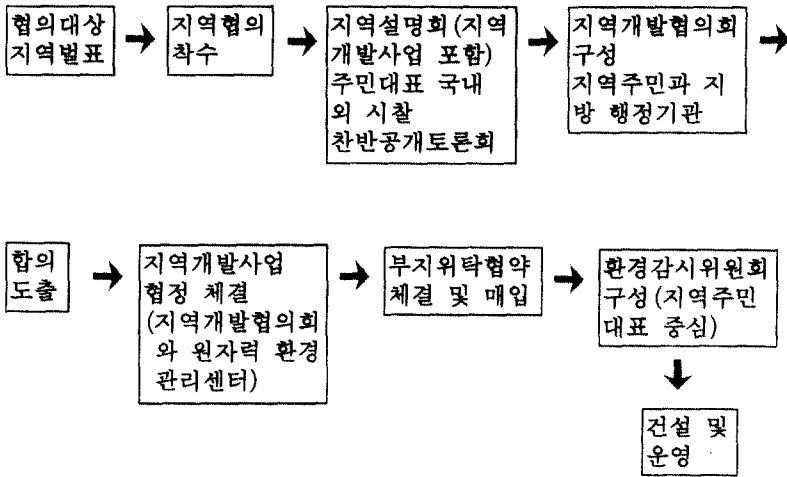 협의대상
지역벌표
지역협의
착수
지역설명회(지역
개발사업 포함)
주민대표 국내
외 시찰
찬반공개토론회
지역개발협의회
구성
지역주민과 지
방 행정기관
합의
도출
지역개발사업
협정 체결
(지역개발협의회
와 원자력 환경
관리센터)
부지위탁협약
체결 및 매입
환경감시위원회
구성(지역주민
대표 중심)
건설 및
운영